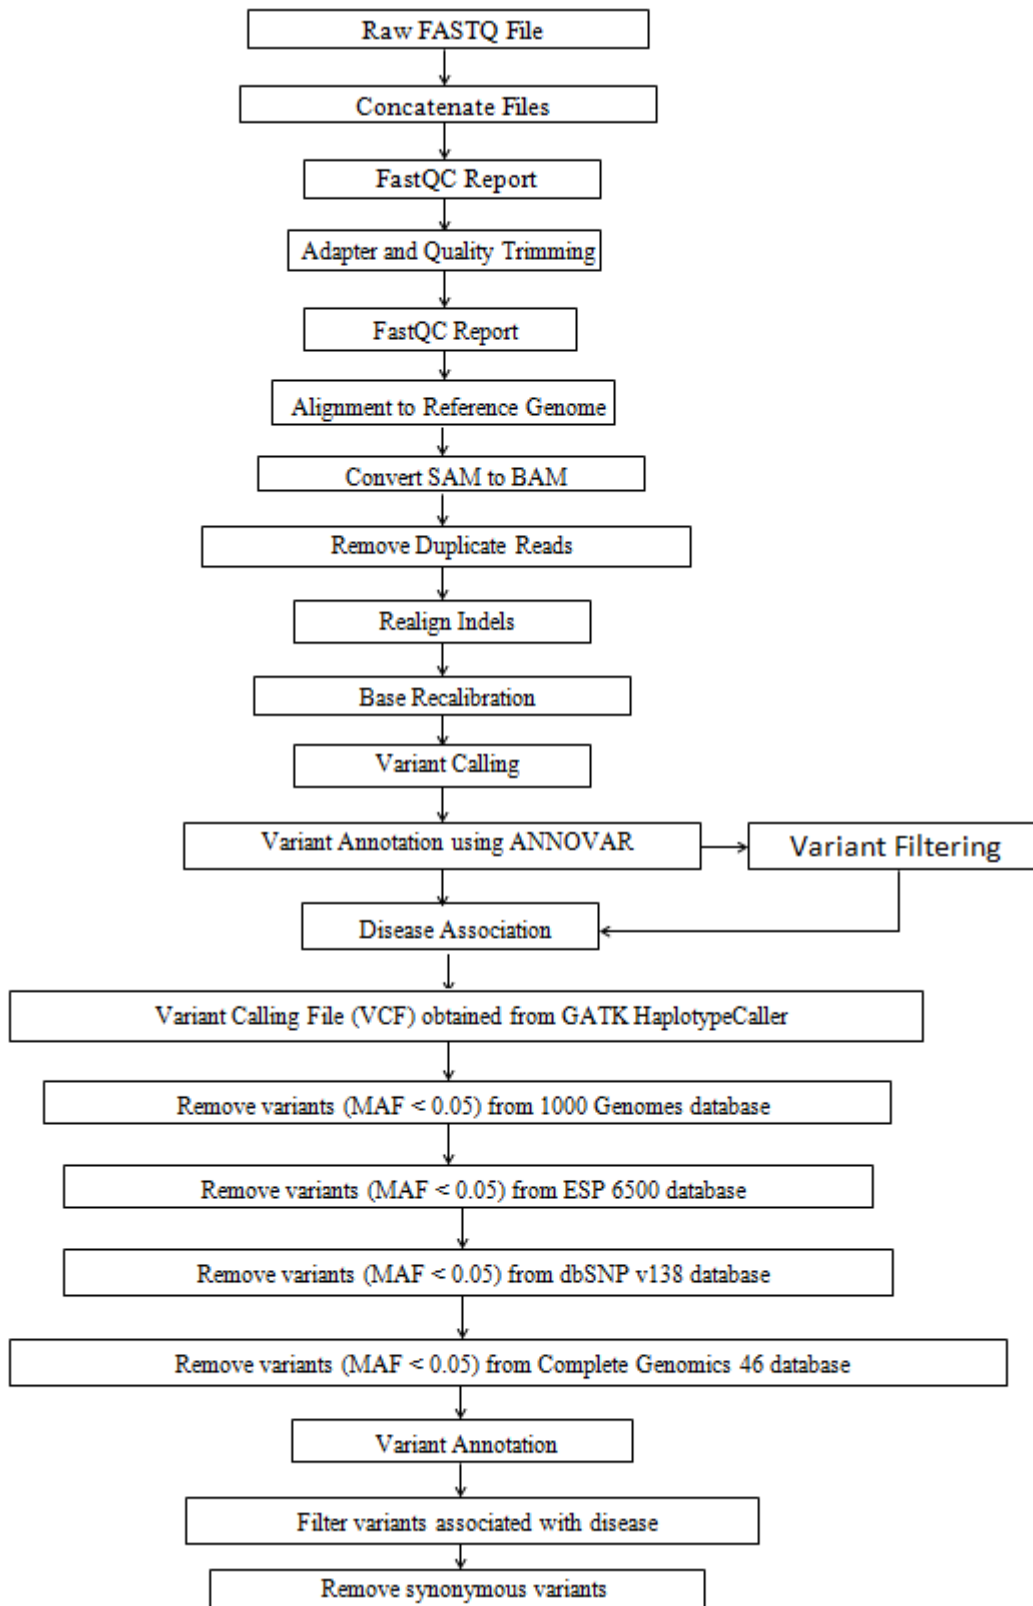 Raw FASTQ File
Concatenate Files
FastQC Report
Adapter and Quality Trimming
FastQC Report
Alignment to Reference Genome
Convert SAM to BAM
Remove Duplicate Reads
Realign Indels
Base Recalibration
Variant Calling
Variant Annotation using ANNOVAR
Variant Filtering
Disease Association
Variant Calling File (VCF) obtained from GATK HaplotypeCaller
Remove variants (MAF < 0.05) from 1000 Genomes database
Remove variants (MAF < 0.05) from ESP 6500 database
Remove variants (MAF < 0.05) from dbSNP v138 database
Remove variants (MAF < 0.05) from Complete Genomics 46 database
Variant Annotation
Filter variants associated with disease
Remove synonymous variants